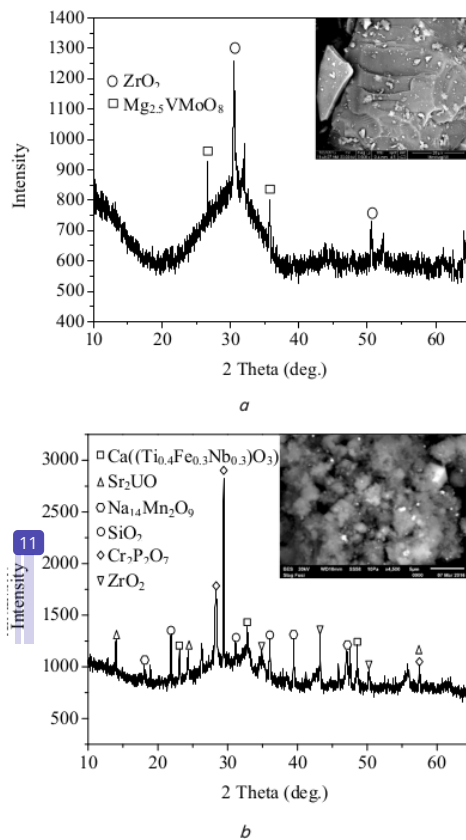 1400
1300
1200
1100
1000
900
800
700
600
500
400
Intensity
○ ZrO₂
□ Mg₂.₅VMoO₈
10 20 30 40 50 60
2 Theta (deg.)
a
□ Ca((Ti₀.₄Fe₀.₃Nb₀.₃)O₃)
△ Sr₂UO
○ Na₁₄Mn₂O₉
○ SiO₂
◇ Cr₂P₂O₇
▽ ZrO₂
3000
2500
2000
1500
1000
750
500
250
11
Intensity
10 20 30 40 50 60
2 Theta (deg.)
b